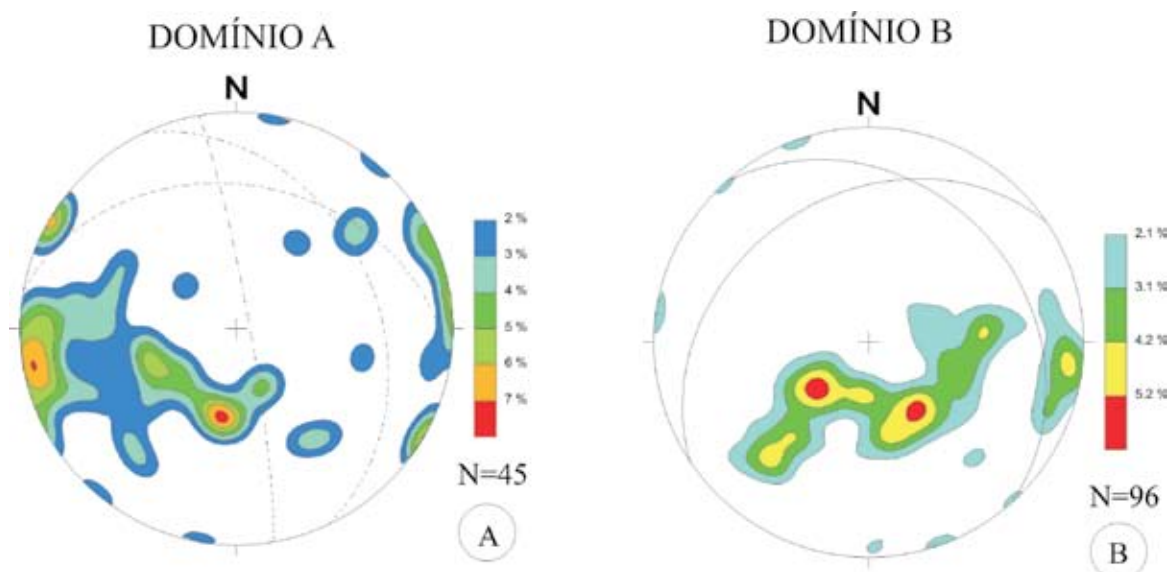 DOMÍNIO A
N
2 %
3 %
4 %
5 %
6 %
7 %
N=45
A
DOMÍNIO B
N
2.1 %
3.1 %
4.2 %
5.2 %
N=96
B